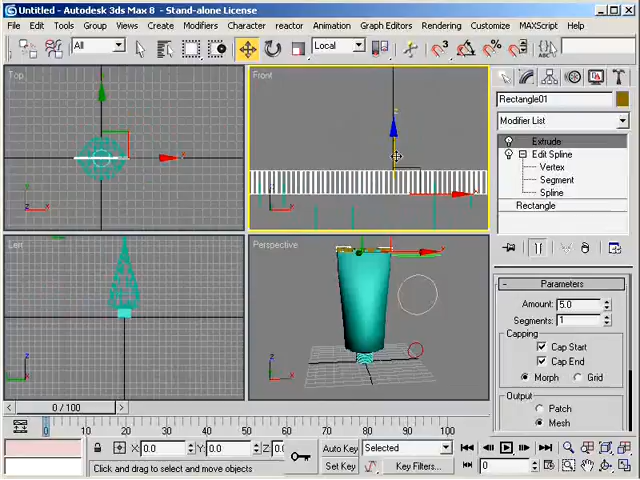 Untitled - Autodesk 3ds Max 8 - Stand-alone License
File Edit Tools Group Views Create Modifiers Character reactor Animation Graph Editors Rendering Customize MAXScript Help
All Local
Top Front
Rectangle01
Modifier List
Extrude
Edit Spline
Vertex
Segment
Spline
Rectangle
Left Perspective
Parameters
Amount: 5.0
Segments: 1
Capping
Cap Start
Cap End
Morph Grid
Output
Patch
Mesh
0 / 100
0 10 20 30 40 50 60 70 80 90 100
X: 0.0 Y: 0.0 Z: 0.0 Auto Key Selected
Click and drag to select and move objects Set Key Key Filters... 0